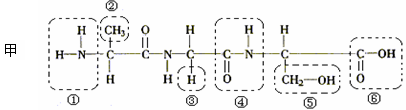 ②
H CH₃ O H H H H
甲 H—N—C—C—N—C—C—N—C—C—OH
H H O CH₂—OH O
① ③ ④ ⑤ ⑥